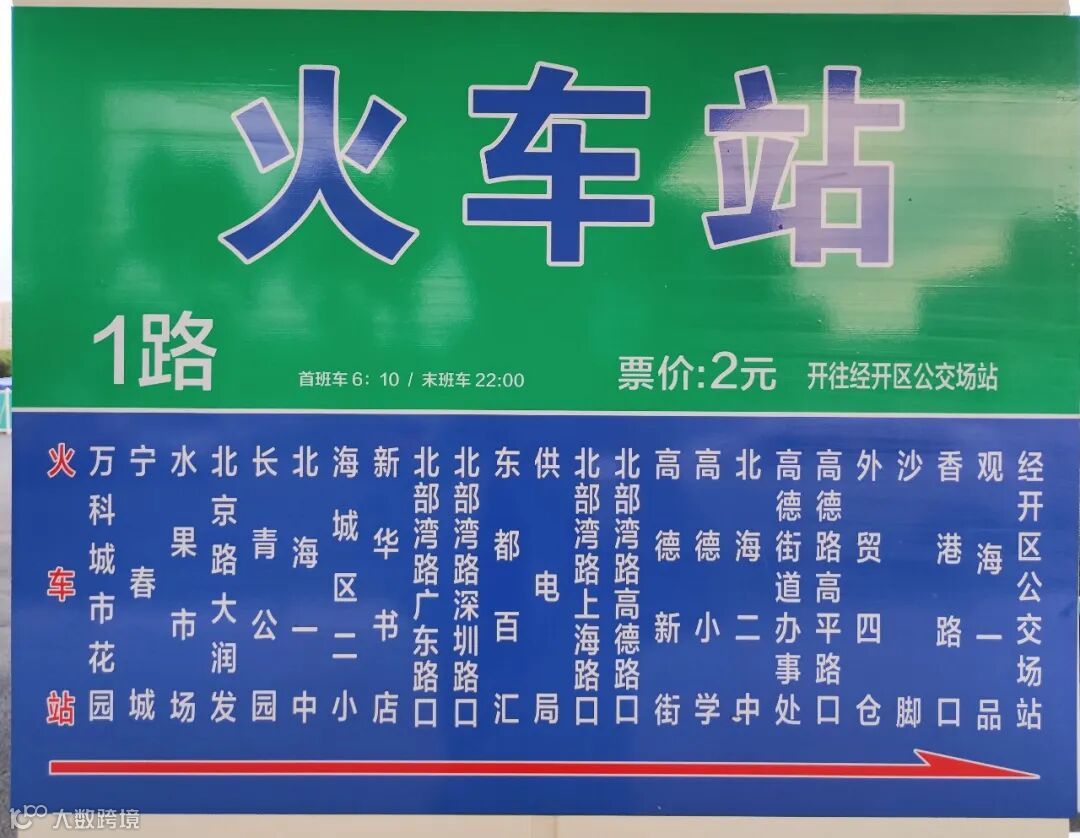 火车站
1路
首班车 6：10 / 末班车 22:00
票价:2元
开往经开区公交场站
火车站
万科城市花园
宁春城
水果市场
北京路大润发
长青公园
北海一中
海城区二小
新华书店
北部湾路广东路口
北部湾路深圳路口
东都百汇
供电局
北部湾路上海路口
北部湾路高德路口
高德新街
高德小学
北海二中
高德街道办事处
高德路高平路口
外贸四仓
沙脚
香港路口
观海一品
经开区公交场站
大数跨境